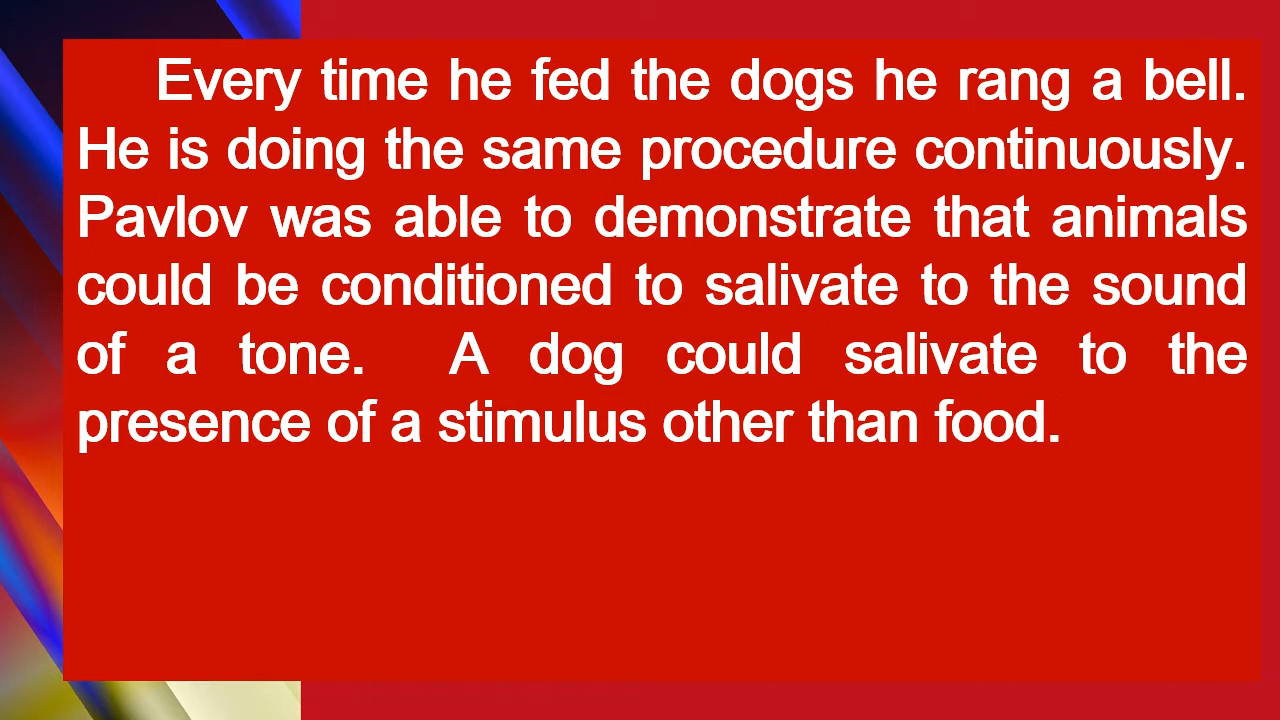 Every time he fed the dogs he rang a bell.
He is doing the same procedure continuously.
Pavlov was able to demonstrate that animals
could be conditioned to salivate to the sound
of a tone. A dog could salivate to the
presence of a stimulus other than food.